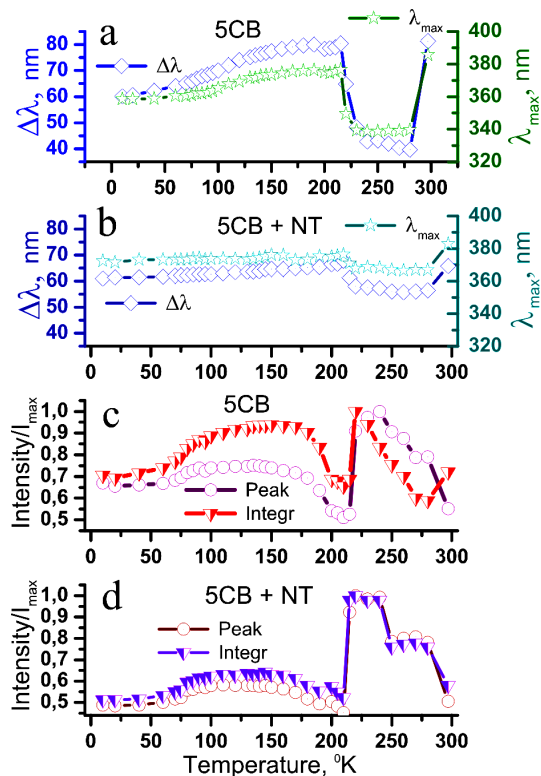 a
5CB
λmax
Δλ
Δλ, nm
80
70
60
50
40
λmax, nm
400
380
360
340
320
0 50 100 150 200 250 300
b
5CB + NT
λmax
Δλ
Δλ, nm
80
70
60
50
40
λmax, nm
400
380
360
340
320
0 50 100 150 200 250 300
c
5CB
Peak
Integr
Intensity/Imax
1,0
0,9
0,8
0,7
0,6
0,5
0 50 100 150 200 250 300
d
5CB + NT
Peak
Integr
Intensity/Imax
1,0
0,9
0,8
0,7
0,6
0,5
0 50 100 150 200 250 300
Temperature, ⁰K